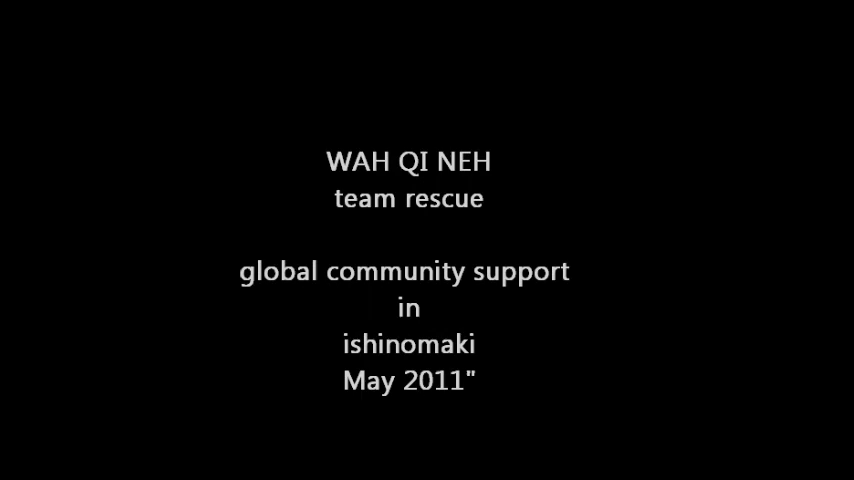 WAH QI NEH
team rescue
global community support
in
ishinomaki
May 2011"